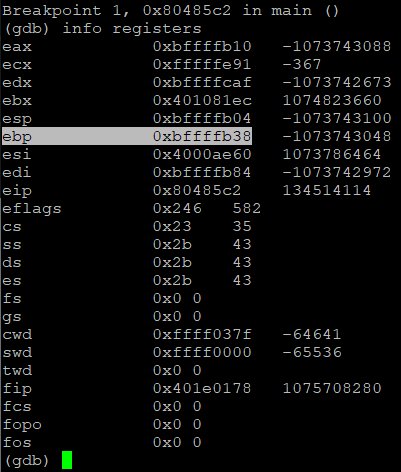 Breakpoint 1, 0x80485c2 in main ()
(gdb) info registers
eax 0xbffffb10 -1073743088
ecx 0xfffffe91 -367
edx 0xbffffcaf -1073742673
ebx 0x401081ec 1074823660
esp 0xbffffb04 -1073743100
ebp 0xbffffb38 -1073743048
esi 0x4000ae60 1073786464
edi 0xbffffb84 -1073742972
eip 0x80485c2 134514114
eflags 0x246 582
cs 0x23 35
ss 0x2b 43
ds 0x2b 43
es 0x2b 43
fs 0x0 0
gs 0x0 0
cwd 0xffff037f -64641
swd 0xffff0000 -65536
twd 0x0 0
fip 0x401e0178 1075708280
fcs 0x0 0
fopo 0x0 0
fos 0x0 0
(gdb)